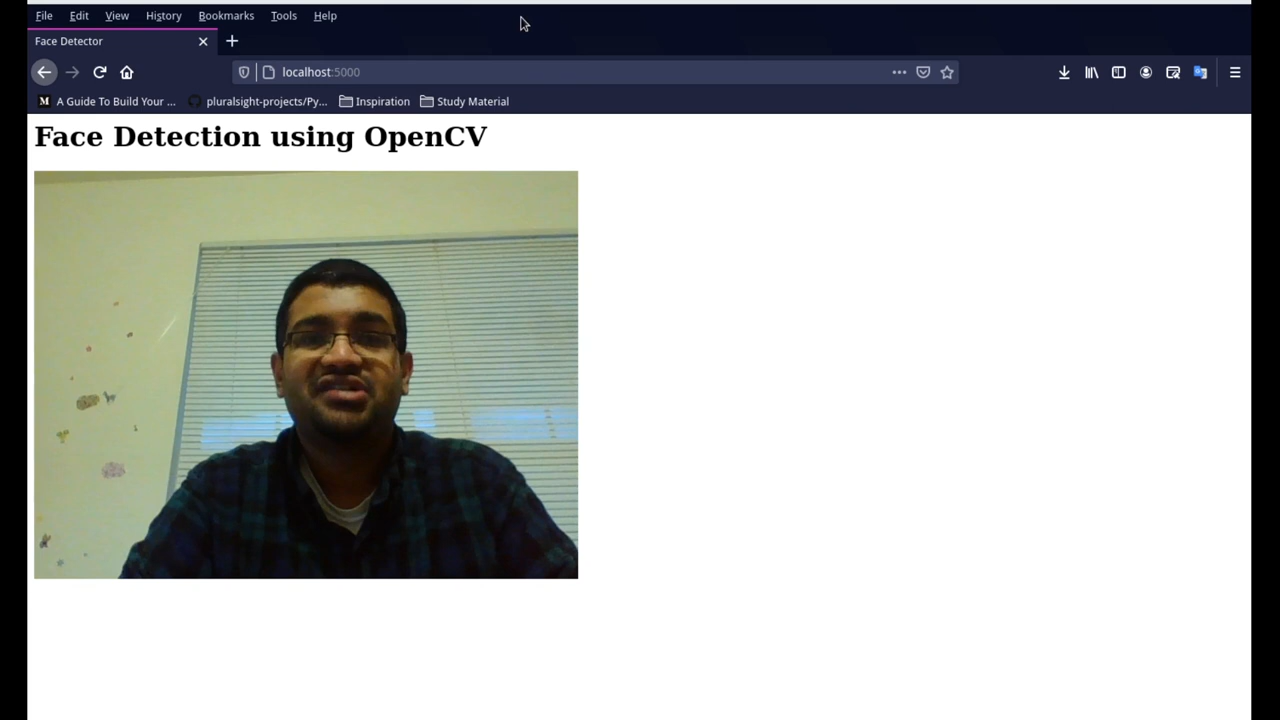 File Edit View History Bookmarks Tools Help
Face Detector
localhost:5000
M A Guide To Build Your ... pluralsight-projects/Py... Inspiration Study Material
Face Detection using OpenCV